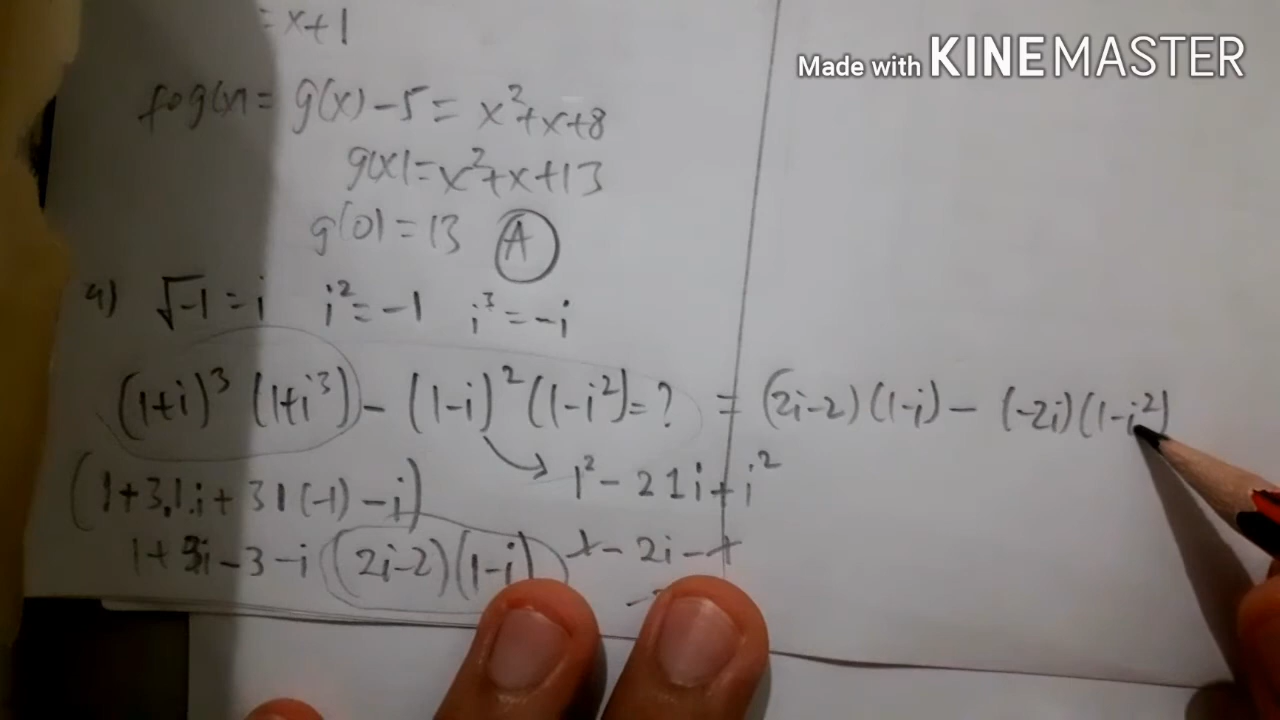 = x+1
Made with KINEMASTER
fog(x) = g(x) - 5 = x²+x+8
g(x) = x²+x+13
g(0) = 13 A
4) √-1 = i i² = -1 i³ = -i
(1+i)³ (1+i³) - (1-i)² (1-i²) = ? = (2i-2)(1-i) - (-2i)(1-i²)
(1+3.1.i + 3 1 (-1) - i) 1² - 2 1 i + i²
1 + 3i - 3 - i (2i-2)(1-i) 1 - 2i - 1